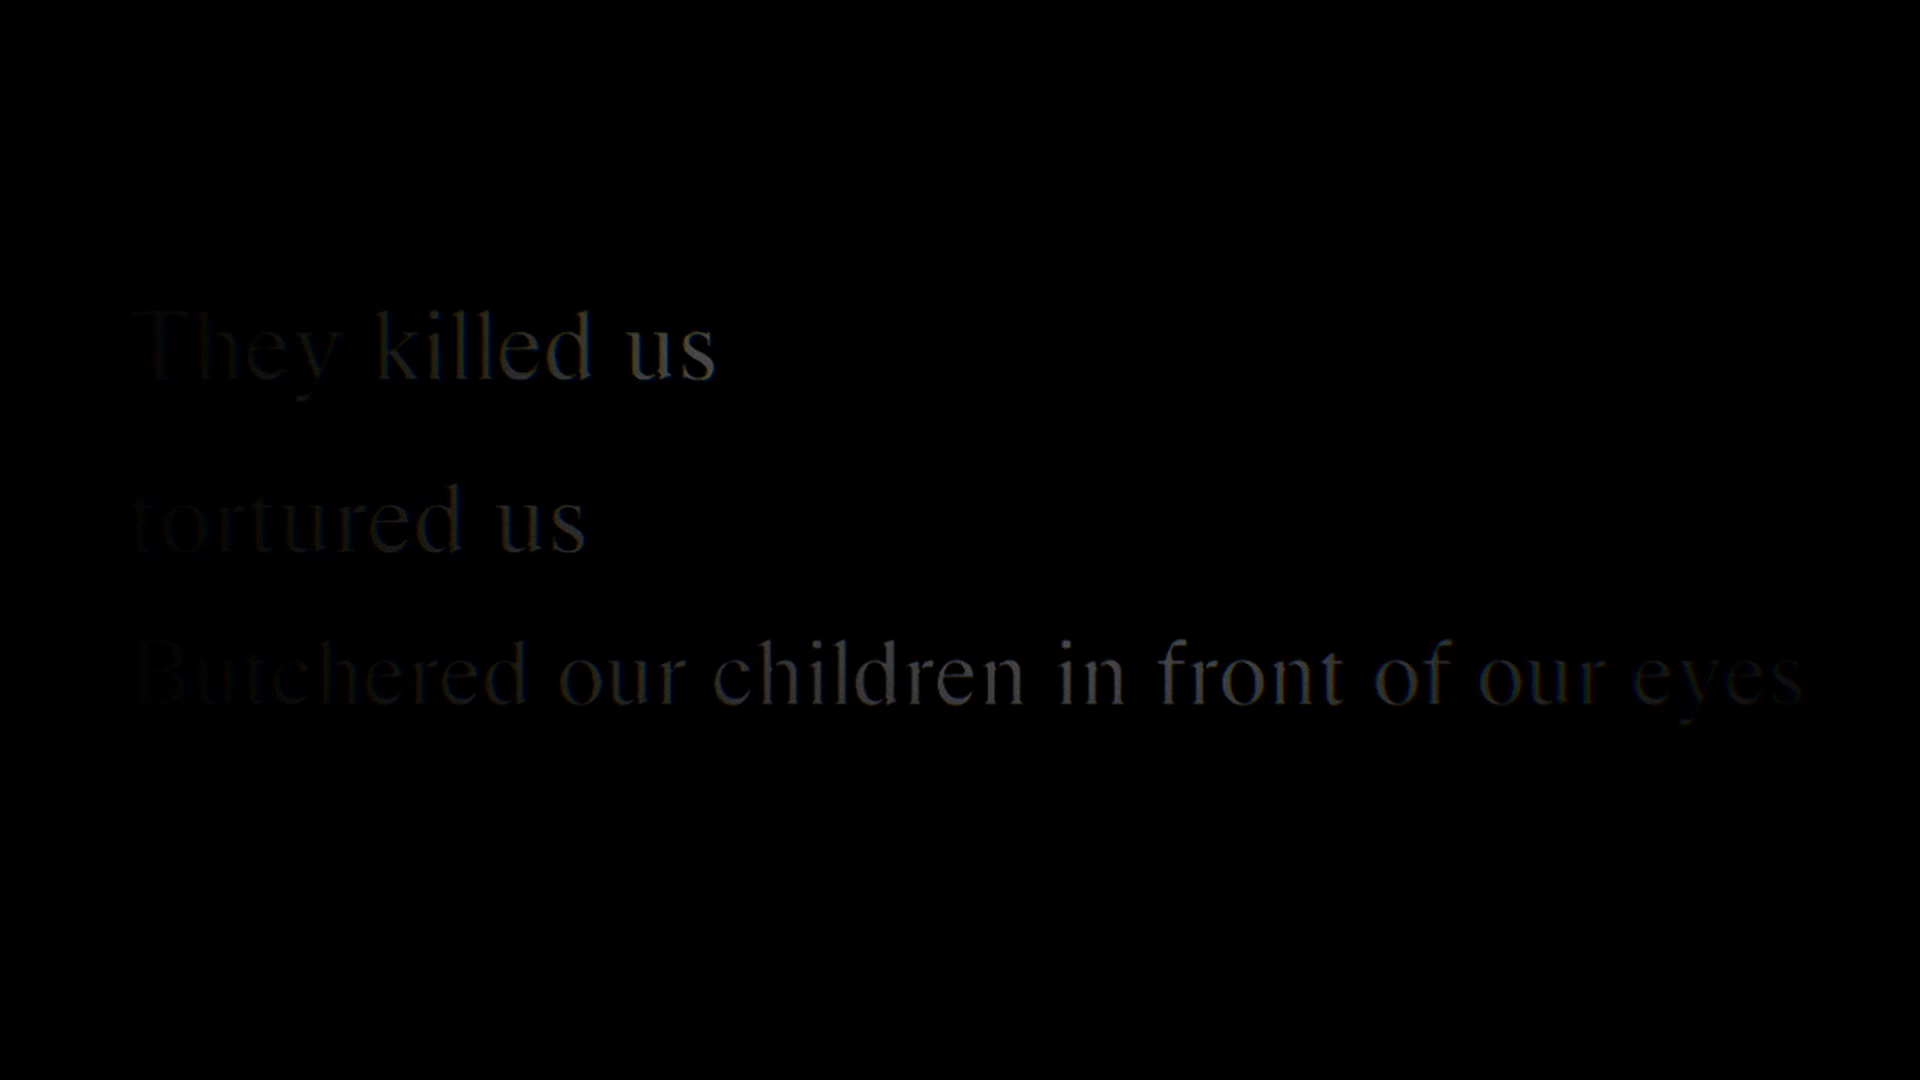 They killed us
tortured us
Butchered our children in front of our eyes